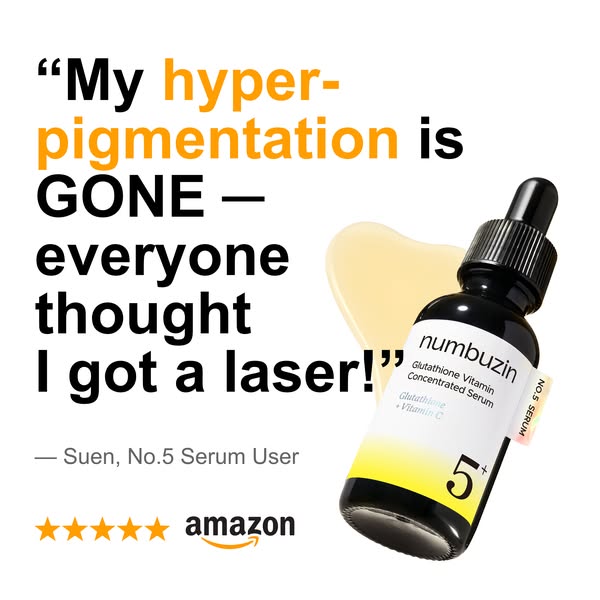 “My hyper-
pigmentation is
GONE —
everyone
thought
I got a laser!”
— Suen, No.5 Serum User
amazon
numbuzin
Glutathione Vitamin
Concentrated Serum
Glutathione
+ Vitamin C
5+
NO.5 SERUM